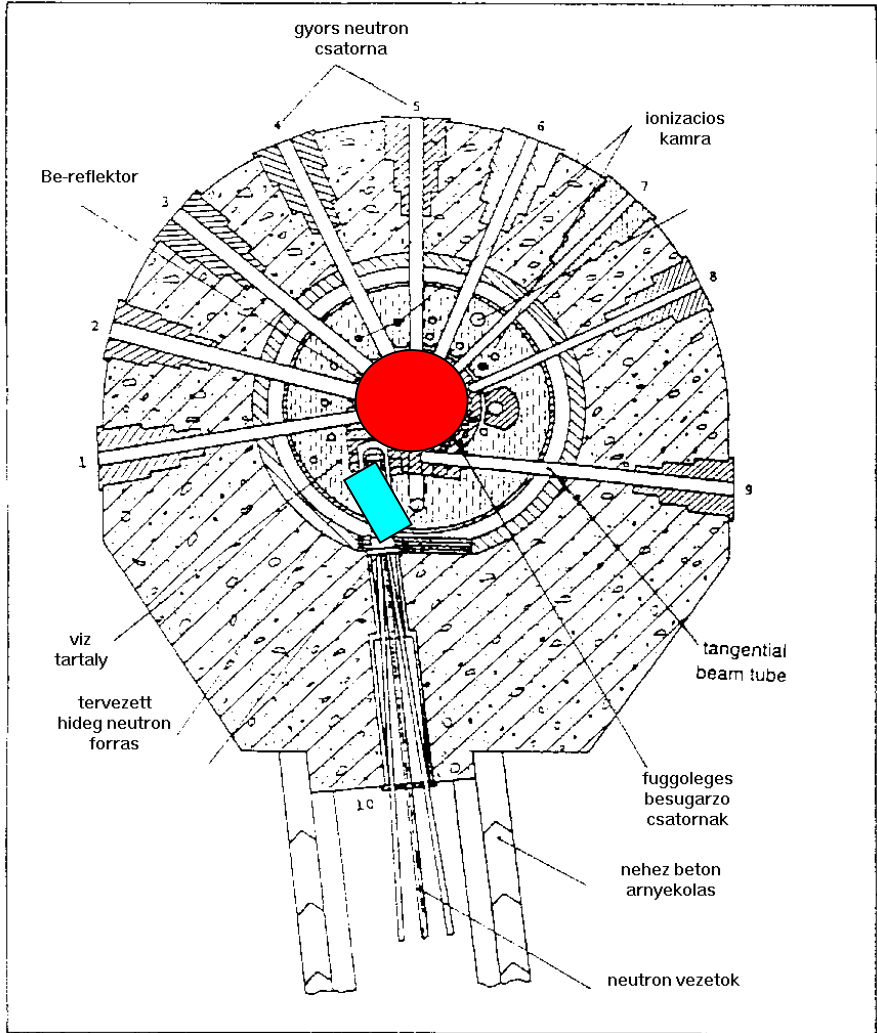 gyors neutron
csatorna
5
4
6
ionizacios
kamra
Be-reflektor
3
7
8
2
1
9
viz
tartaly
tangential
beam tube
tervezett
hideg neutron
forras
fuggoleges
besugarzo
csatornak
10
nehez beton
arnyekolas
neutron vezetok